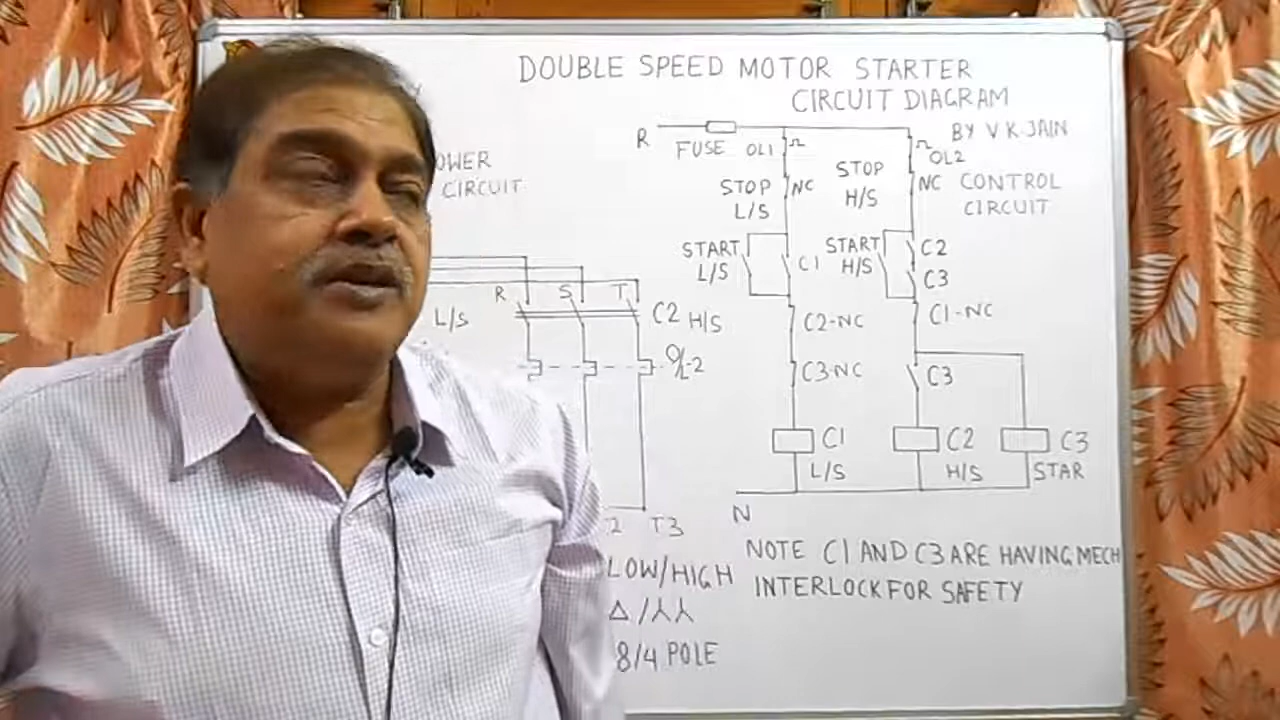 DOUBLE SPEED MOTOR STARTER
CIRCUIT DIAGRAM
BY V K.JAIN
OWER
CIRCUIT
R S T
L/S
C2 H/S
O/L-2
2 T3
LOW/HIGH
Δ/⅄⅄
8/4 POLE
R
FUSE
OL1
OL2
STOP
L/S
NC
STOP
H/S
NC
CONTROL
CIRCUIT
START
L/S
C1
START
H/S
C2
C3
C2-NC
C1-NC
C3-NC
C3
C1
L/S
C2
H/S
C3
STAR
N
NOTE C1 AND C3 ARE HAVING MECH
INTERLOCK FOR SAFETY